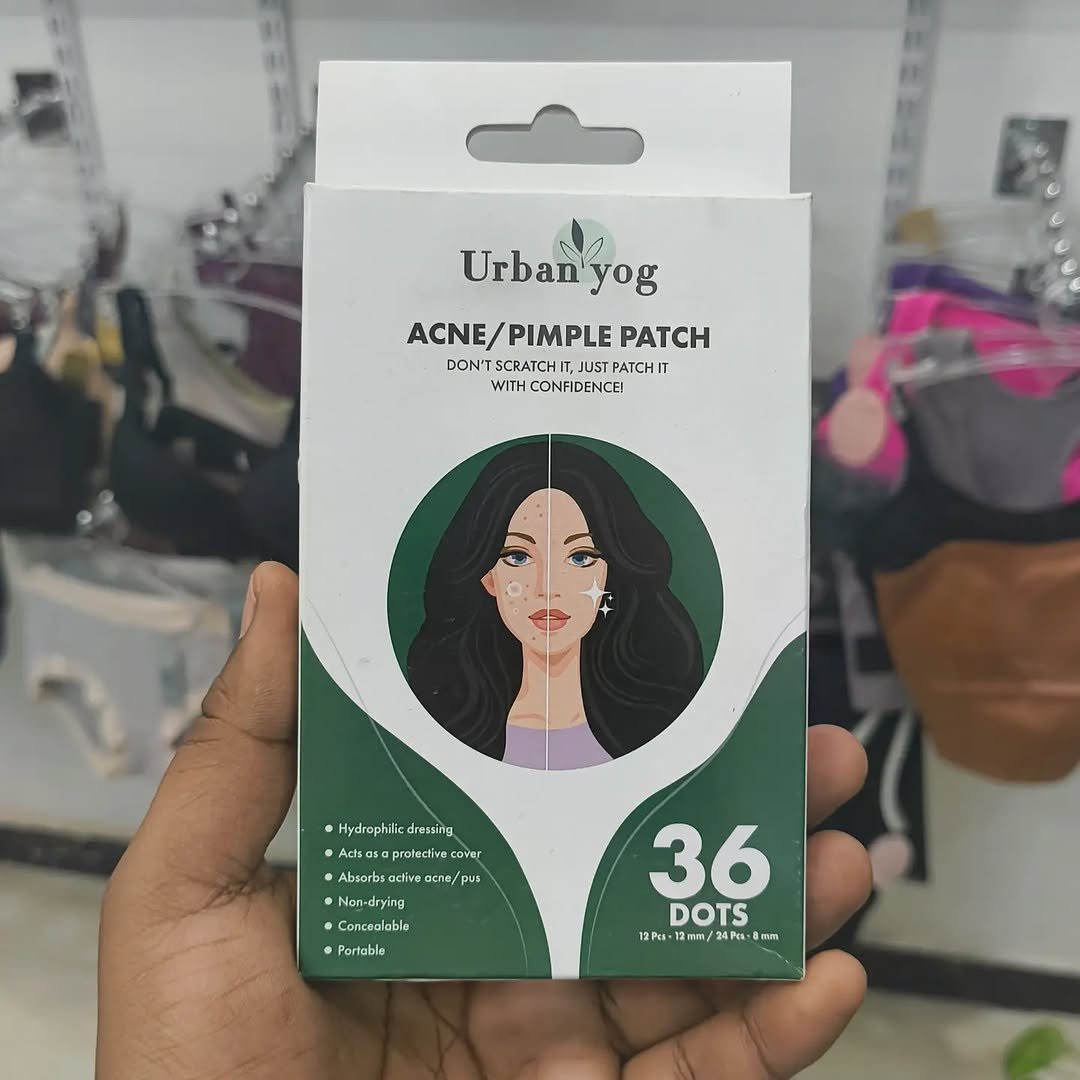 Urban yog
ACNE/PIMPLE PATCH
DON'T SCRATCH IT, JUST PATCH IT
WITH CONFIDENCE!
• Hydrophilic dressing
• Acts as a protective cover
• Absorbs active acne/pus
• Non-drying
• Concealable
• Portable
36
DOTS
12 Pcs - 12 mm / 24 Pcs - 8 mm